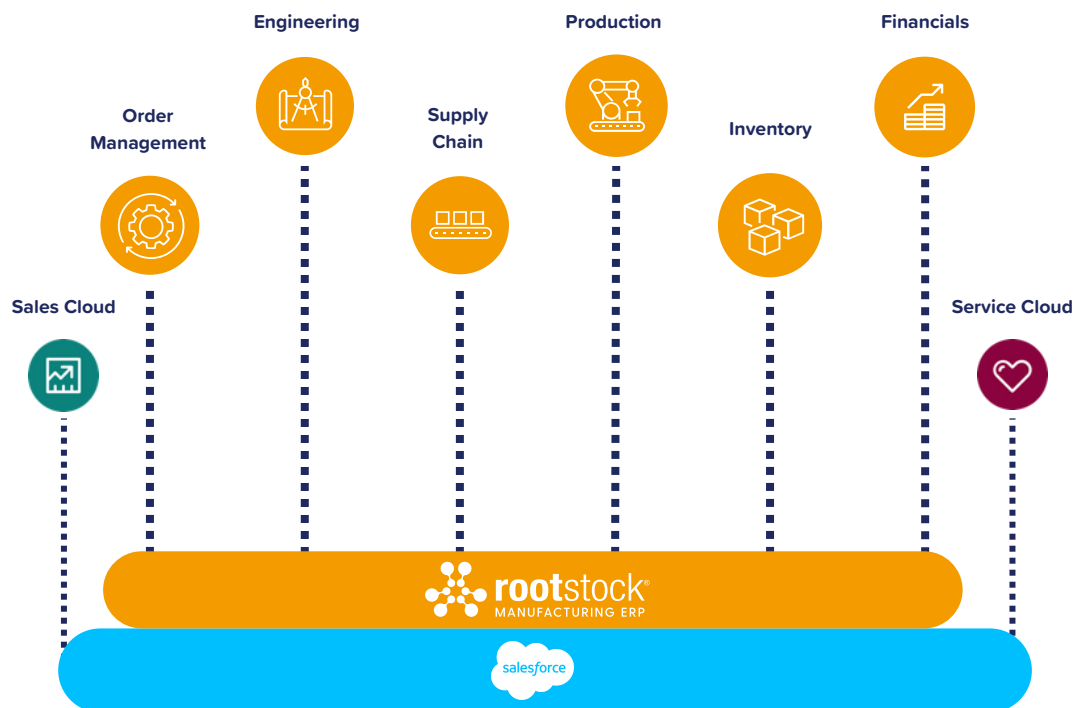 Engineering
Production
Financials
Order
Management
Supply
Chain
Inventory
Sales Cloud
Service Cloud
rootstock®
MANUFACTURING ERP
salesforce